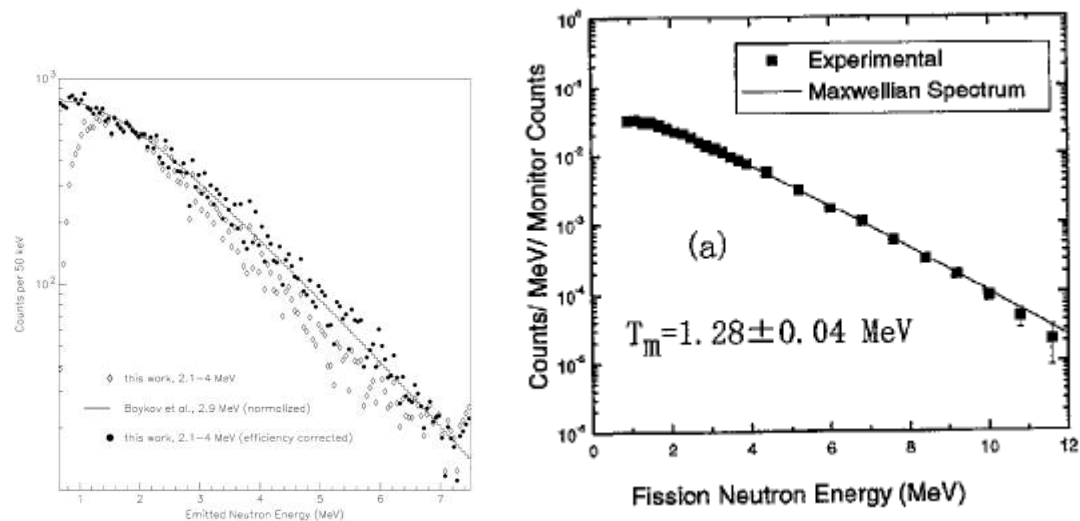 10³
10²
Counts per 50 keV
this work, 2.1−4 MeV
Boykov et al., 2.9 MeV (normalized)
this work, 2.1−4 MeV (efficiency corrected)
1 2 3 4 5 6 7
Emitted Neutron Energy (MeV)
10⁰
10⁻¹
10⁻²
10⁻³
10⁻⁴
10⁻⁵
10⁻⁶
Counts/ MeV/ Monitor Counts
Experimental
Maxwellian Spectrum
(a)
Tₘ=1.28±0.04 MeV
0 2 4 6 8 10 12
Fission Neutron Energy (MeV)